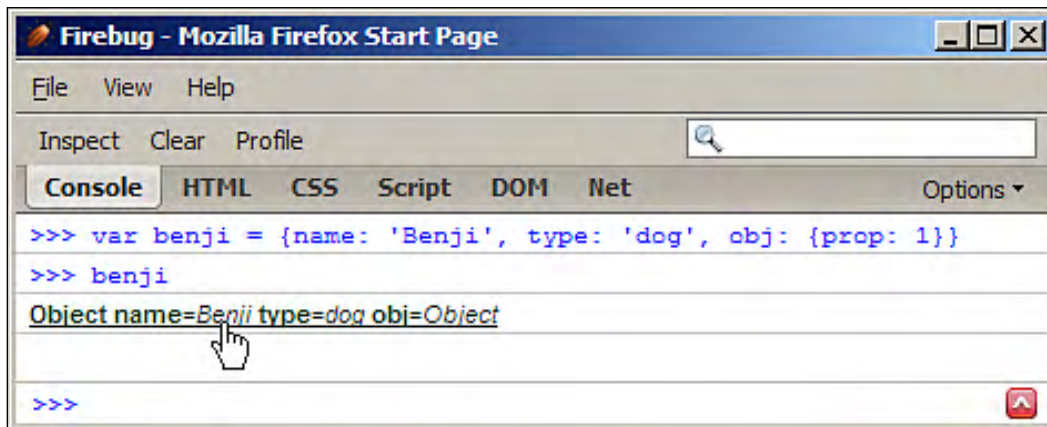 Firebug - Mozilla Firefox Start Page
File View Help
Inspect Clear Profile
Console HTML CSS Script DOM Net Options
>>> var benji = {name: 'Benji', type: 'dog', obj: {prop: 1}}
>>> benji
Object name=Benji type=dog obj=Object
>>>